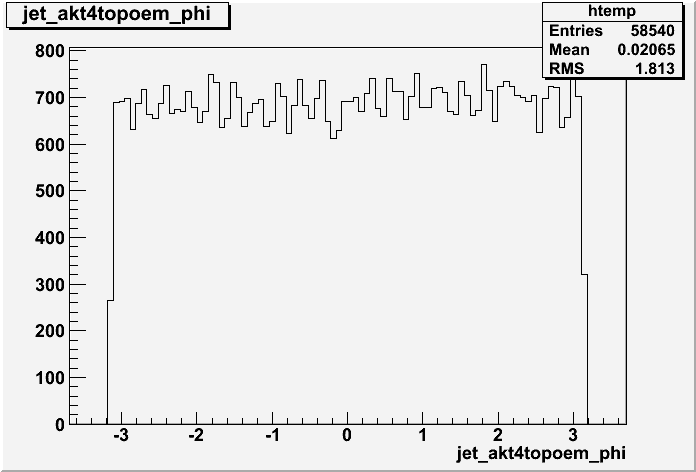 jet_akt4topoem_phi
htemp
Entries 58540
Mean 0.02065
RMS 1.813
800
700
600
500
400
300
200
100
0
-3 -2 -1 0 1 2 3
jet_akt4topoem_phi